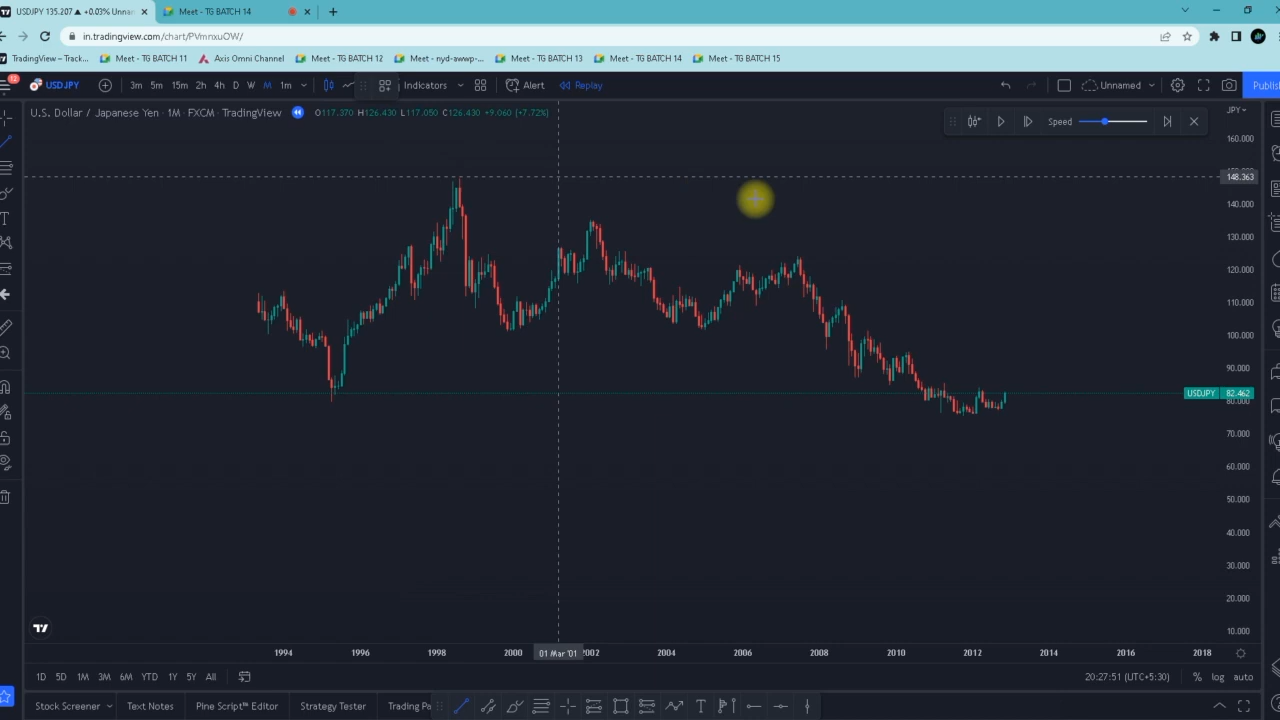 USDJPY 135.207 ▲ +0.03% Unnar
Meet - TG BATCH 14
in.tradingview.com/chart/PVmnxuOW/
TradingView – Track...
Meet - TG BATCH 11
Axis Omni Channel
Meet - TG BATCH 12
Meet - nyd-awwp-...
Meet - TG BATCH 13
Meet - TG BATCH 14
Meet - TG BATCH 15
USDJPY
3m 5m 15m 2h 4h D W M 1m
Indicators
Alert
Replay
Unnamed
Publis
U.S. Dollar / Japanese Yen · 1M · FXCM · TradingView
O117.370 H126.430 L117.050 C126.430 +9.060 (+7.72%)
Speed
JPY
160.000
148.363
140.000
130.000
120.000
110.000
100.000
90.000
USDJPY 82.462
80.000
70.000
60.000
50.000
40.000
30.000
20.000
10.000
1994 1996 1998 2000 01 Mar '01 2002 2004 2006 2008 2010 2012 2014 2016 2018
1D 5D 1M 3M 6M YTD 1Y 5Y All
20:27:51 (UTC+5:30) % log auto
Stock Screener Text Notes Pine Script™ Editor Strategy Tester Trading Pa